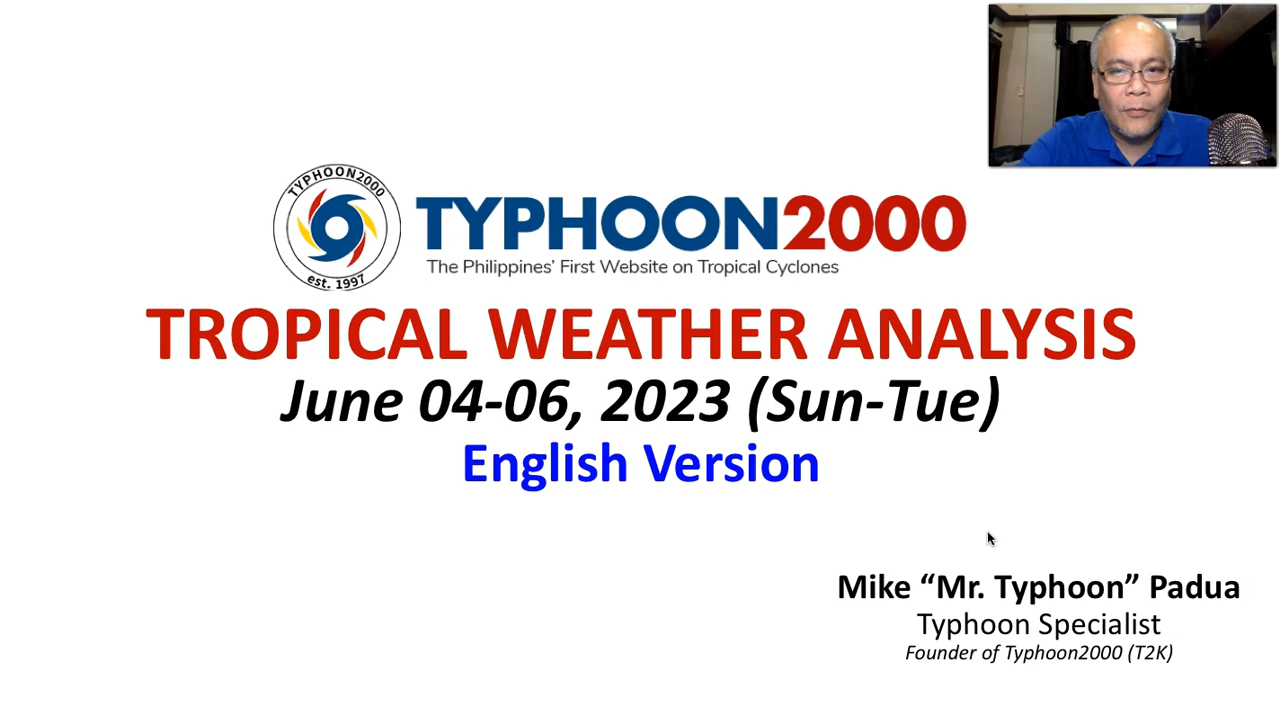 TYPHOON2000
est. 1997
TYPHOON2000
The Philippines' First Website on Tropical Cyclones
TROPICAL WEATHER ANALYSIS
June 04-06, 2023 (Sun-Tue)
English Version
Mike “Mr. Typhoon” Padua
Typhoon Specialist
Founder of Typhoon2000 (T2K)